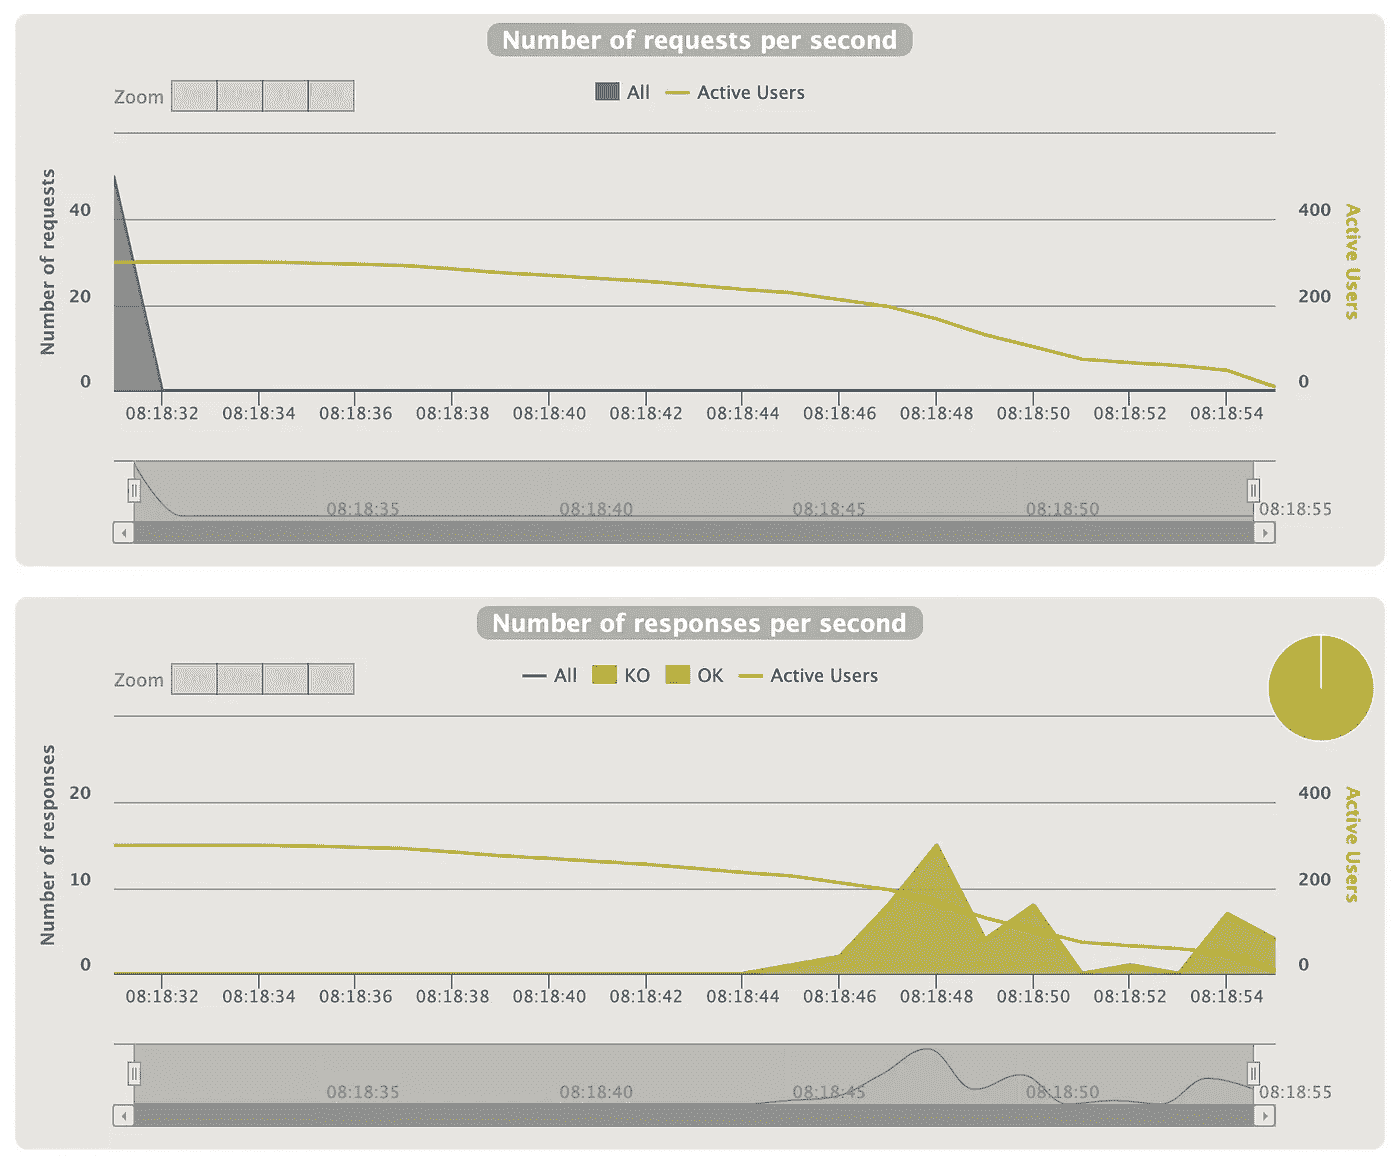 Number of requests per second
Zoom
All Active Users
Number of requests
40
20
0
400
200
0
Active Users
08:18:32 08:18:34 08:18:36 08:18:38 08:18:40 08:18:42 08:18:44 08:18:46 08:18:48 08:18:50 08:18:52 08:18:54
08:18:35 08:18:40 08:18:45 08:18:50 08:18:55
Number of responses per second
Zoom
All KO OK Active Users
Number of responses
20
10
0
400
200
0
Active Users
08:18:32 08:18:34 08:18:36 08:18:38 08:18:40 08:18:42 08:18:44 08:18:46 08:18:48 08:18:50 08:18:52 08:18:54
08:18:35 08:18:40 08:18:45 08:18:50 08:18:55